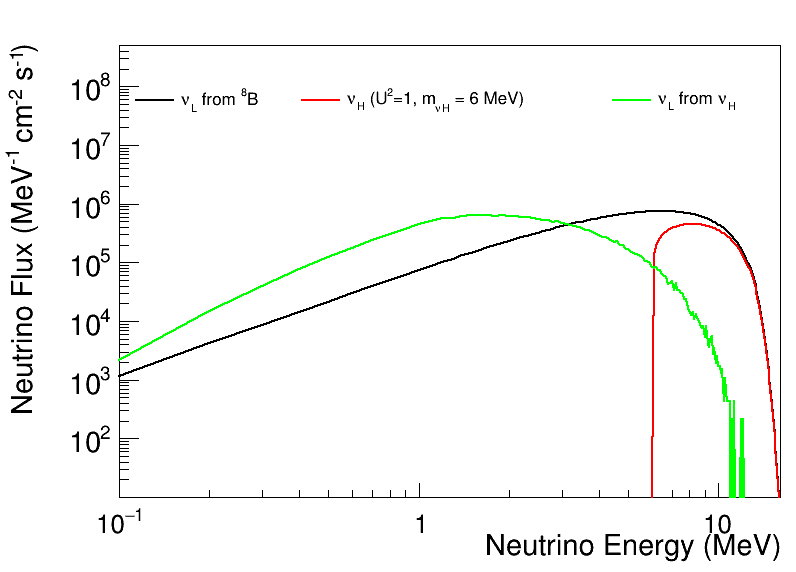 Neutrino Flux (MeV⁻¹ cm⁻² s⁻¹)
10⁸
10⁷
10⁶
10⁵
10⁴
10³
10²
ν_L from ⁸B
ν_H (U²=1, m_νH = 6 MeV)
ν_L from ν_H
10⁻¹
1
10
Neutrino Energy (MeV)